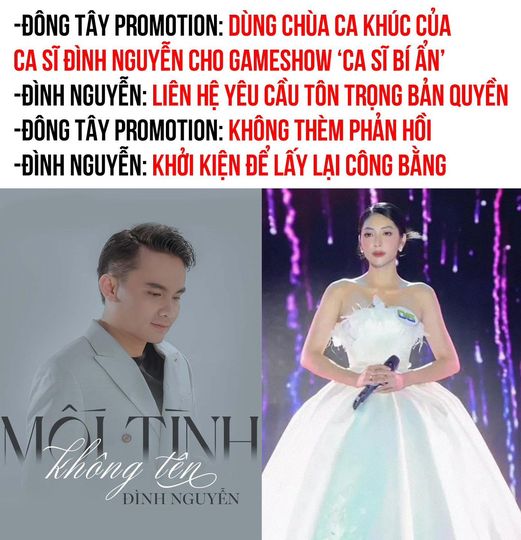 -ĐÔNG TÂY PROMOTION: DÙNG CHÙA CA KHÚC CỦA
CA SĨ ĐÌNH NGUYỄN CHO GAMESHOW ‘CA SĨ BÍ ẨN’
-ĐÌNH NGUYỄN: LIÊN HỆ YÊU CẦU TÔN TRỌNG BẢN QUYỀN
-ĐÔNG TÂY PROMOTION: KHÔNG THÈM PHẢN HỒI
-ĐÌNH NGUYỄN: KHỞI KIỆN ĐỂ LẤY LẠI CÔNG BẰNG
MỐI TÌNH
không tên
ĐÌNH NGUYỄN